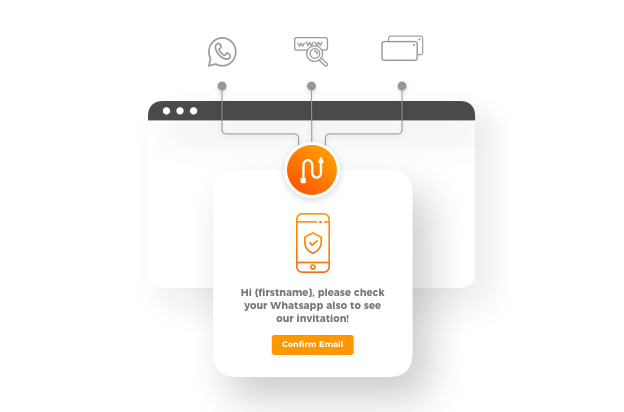 www
Hi {firstname}, please check
your Whatsapp also to see
our invitation!
Confirm Email